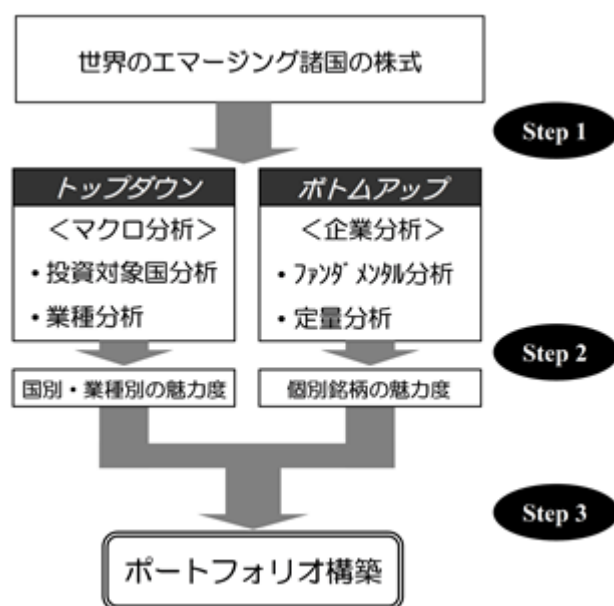 世界のエマージング諸国の株式
Step 1
トップダウン
<マクロ分析>
・投資対象国分析
・業種分析
ボトムアップ
<企業分析>
・ファンダメンタル分析
・定量分析
Step 2
国別・業種別の魅力度
個別銘柄の魅力度
Step 3
ポートフォリオ構築